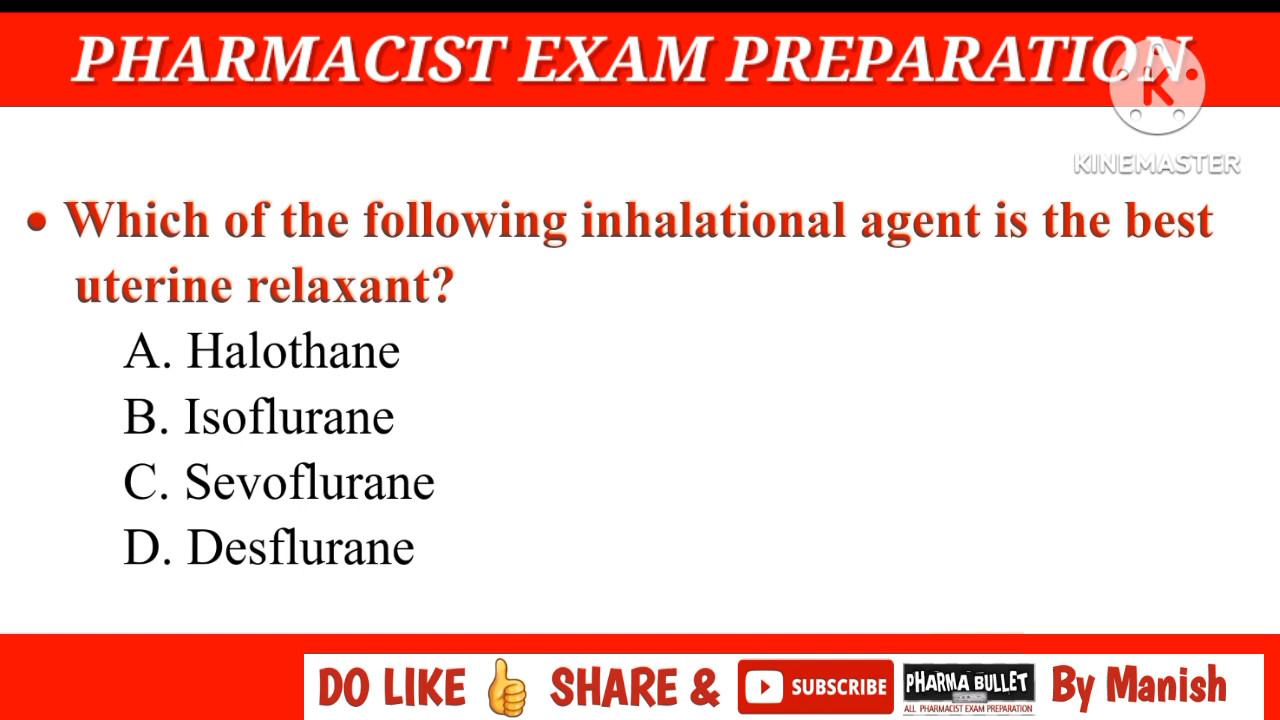 PHARMACIST EXAM PREPARATION
KINEMASTER
• Which of the following inhalational agent is the best
uterine relaxant?
A. Halothane
B. Isoflurane
C. Sevoflurane
D. Desflurane
DO LIKE 👍 SHARE & SUBSCRIBE PHARMA BULLET By Manish
ALL PHARMACIST EXAM PREPARATION